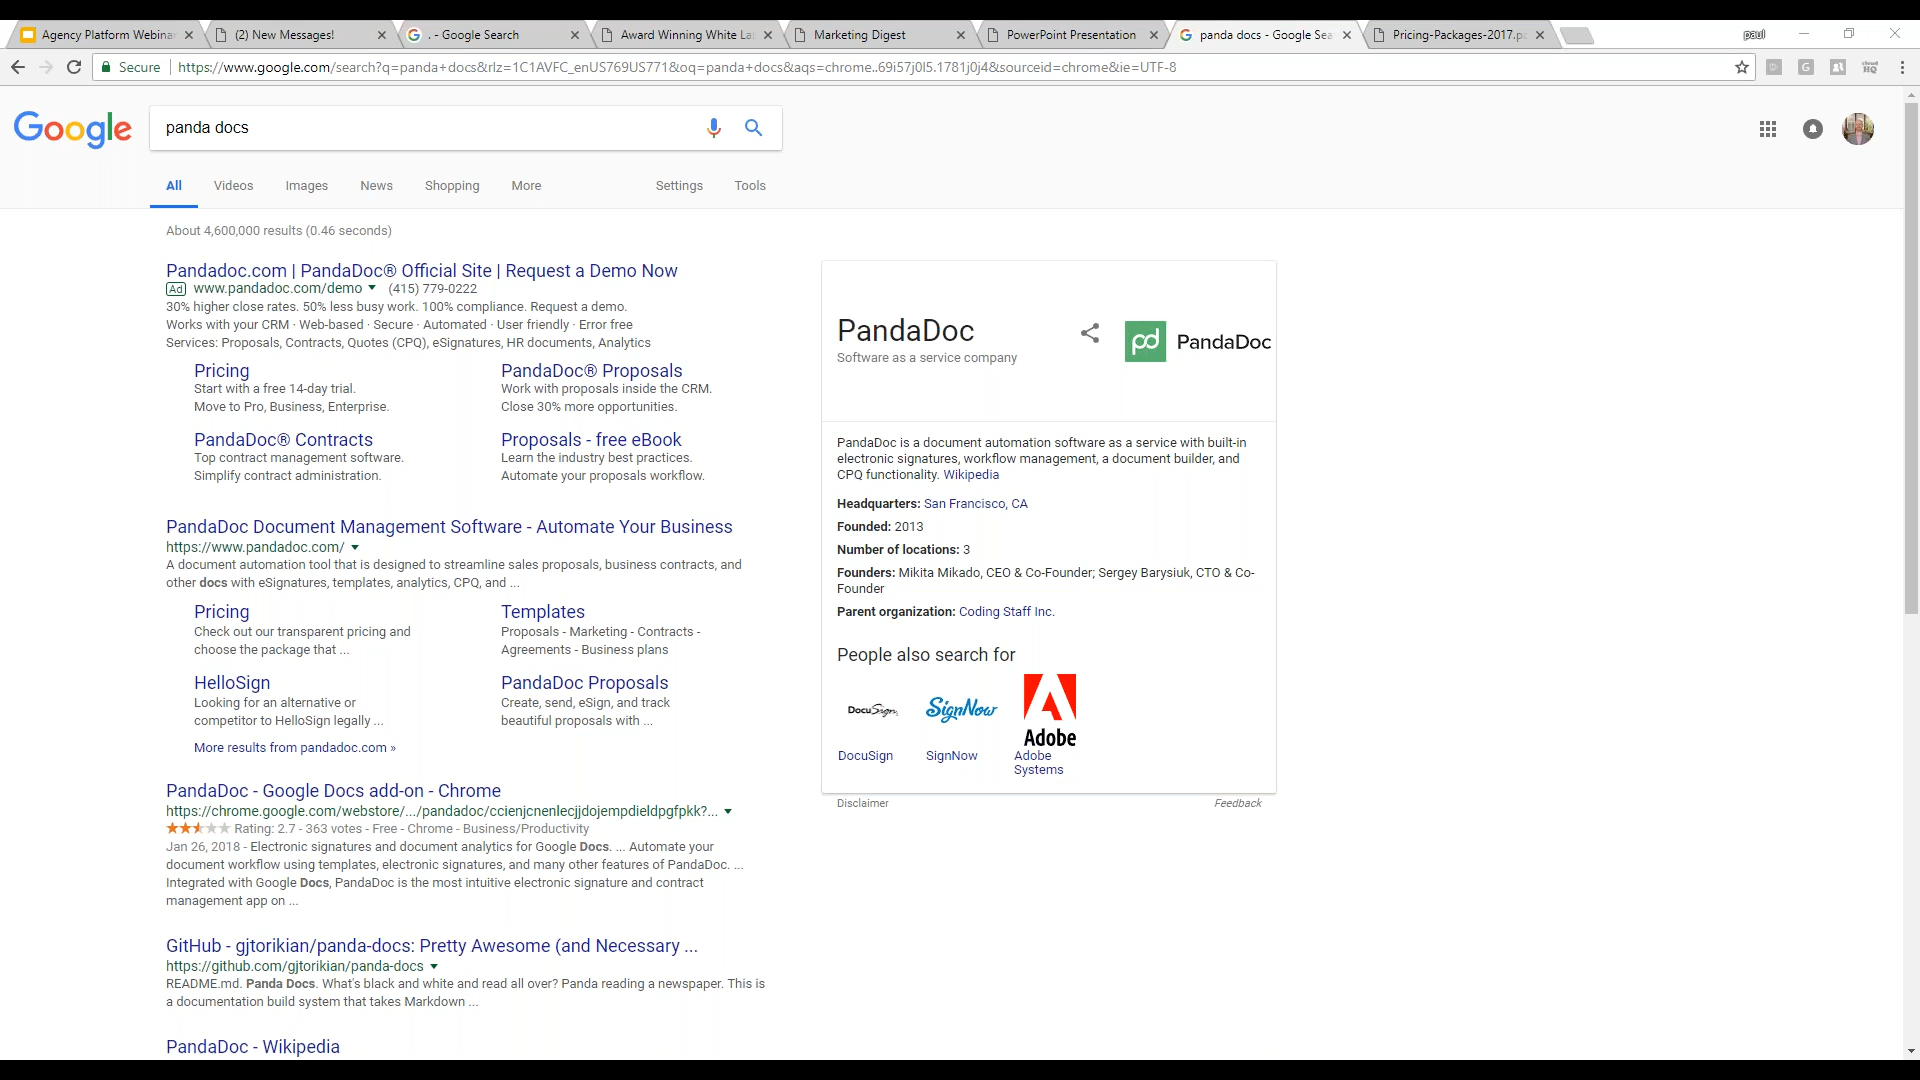 Agency Platform Webinar
(2) New Messages!
. - Google Search
Award Winning White La
Marketing Digest
PowerPoint Presentation
panda docs - Google Sea
Pricing-Packages-2017.p
paul
Secure
https://www.google.com/search?q=panda+docs&rlz=1C1AVFC_enUS769US771&oq=panda+docs&aqs=chrome..69i57j0l5.1781j0j4&sourceid=chrome&ie=UTF-8
Google
panda docs
All
Videos
Images
News
Shopping
More
Settings
Tools
About 4,600,000 results (0.46 seconds)
Pandadoc.com | PandaDoc® Official Site | Request a Demo Now
Ad www.pandadoc.com/demo (415) 779-0222
30% higher close rates. 50% less busy work. 100% compliance. Request a demo.
Works with your CRM · Web-based · Secure · Automated · User friendly · Error free
Services: Proposals, Contracts, Quotes (CPQ), eSignatures, HR documents, Analytics
Pricing
Start with a free 14-day trial.
Move to Pro, Business, Enterprise.
PandaDoc® Proposals
Work with proposals inside the CRM.
Close 30% more opportunities.
PandaDoc® Contracts
Top contract management software.
Simplify contract administration.
Proposals - free eBook
Learn the industry best practices.
Automate your proposals workflow.
PandaDoc Document Management Software - Automate Your Business
https://www.pandadoc.com/
A document automation tool that is designed to streamline sales proposals, business contracts, and
other docs with eSignatures, templates, analytics, CPQ, and ...
Pricing
Check out our transparent pricing and
choose the package that ...
Templates
Proposals - Marketing - Contracts -
Agreements - Business plans
HelloSign
Looking for an alternative or
competitor to HelloSign legally ...
PandaDoc Proposals
Create, send, eSign, and track
beautiful proposals with ...
More results from pandadoc.com »
PandaDoc - Google Docs add-on - Chrome
https://chrome.google.com/webstore/.../pandadoc/ccienjcnenlecjjdojempdieldpgfpkk?...
Rating: 2.7 - 363 votes - Free - Chrome - Business/Productivity
Jan 26, 2018 - Electronic signatures and document analytics for Google Docs. ... Automate your
document workflow using templates, electronic signatures, and many other features of PandaDoc. ...
Integrated with Google Docs, PandaDoc is the most intuitive electronic signature and contract
management app on ...
GitHub - gjtorikian/panda-docs: Pretty Awesome (and Necessary ...
https://github.com/gjtorikian/panda-docs
README.md. Panda Docs. What's black and white and read all over? Panda reading a newspaper. This is
a documentation build system that takes Markdown ...
PandaDoc - Wikipedia
PandaDoc
Software as a service company
pd PandaDoc
PandaDoc is a document automation software as a service with built-in
electronic signatures, workflow management, a document builder, and
CPQ functionality. Wikipedia
Headquarters: San Francisco, CA
Founded: 2013
Number of locations: 3
Founders: Mikita Mikado, CEO & Co-Founder; Sergey Barysiuk, CTO & Co-
Founder
Parent organization: Coding Staff Inc.
People also search for
DocuSign
SignNow
Adobe
DocuSign
SignNow
Adobe
Systems
Disclaimer
Feedback